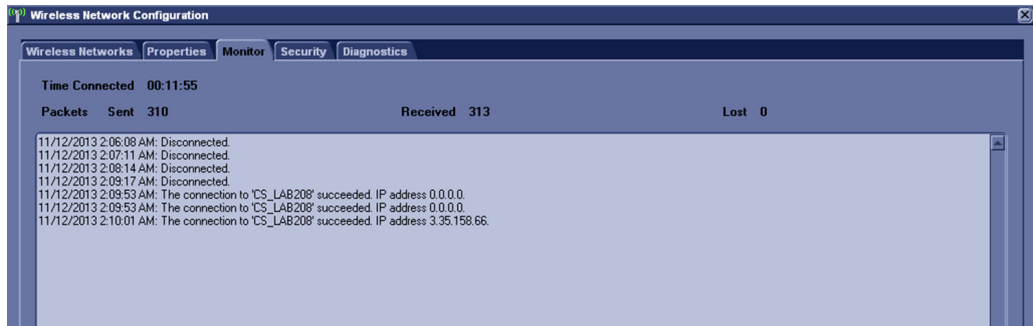 Wireless Network Configuration
Wireless Networks Properties Monitor Security Diagnostics
Time Connected 00:11:55
Packets Sent 310 Received 313 Lost 0
11/12/2013 2:06:08 AM: Disconnected.
11/12/2013 2:07:11 AM: Disconnected.
11/12/2013 2:08:14 AM: Disconnected.
11/12/2013 2:09:17 AM: Disconnected.
11/12/2013 2:09:53 AM: The connection to 'CS_LAB208' succeeded. IP address 0.0.0.0.
11/12/2013 2:09:53 AM: The connection to 'CS_LAB208' succeeded. IP address 0.0.0.0.
11/12/2013 2:10:01 AM: The connection to 'CS_LAB208' succeeded. IP address 3.35.158.66.